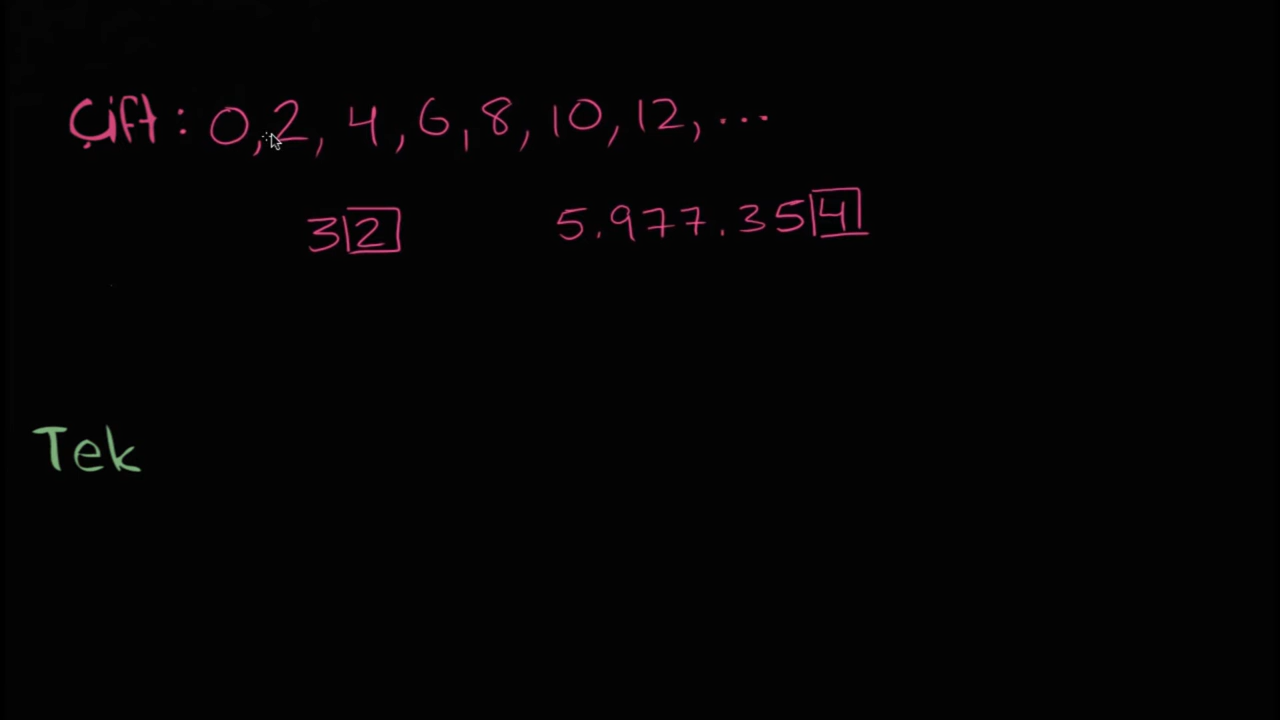 Çift : 0, 2, 4, 6, 8, 10, 12, ...
32 5.977.354
Tek